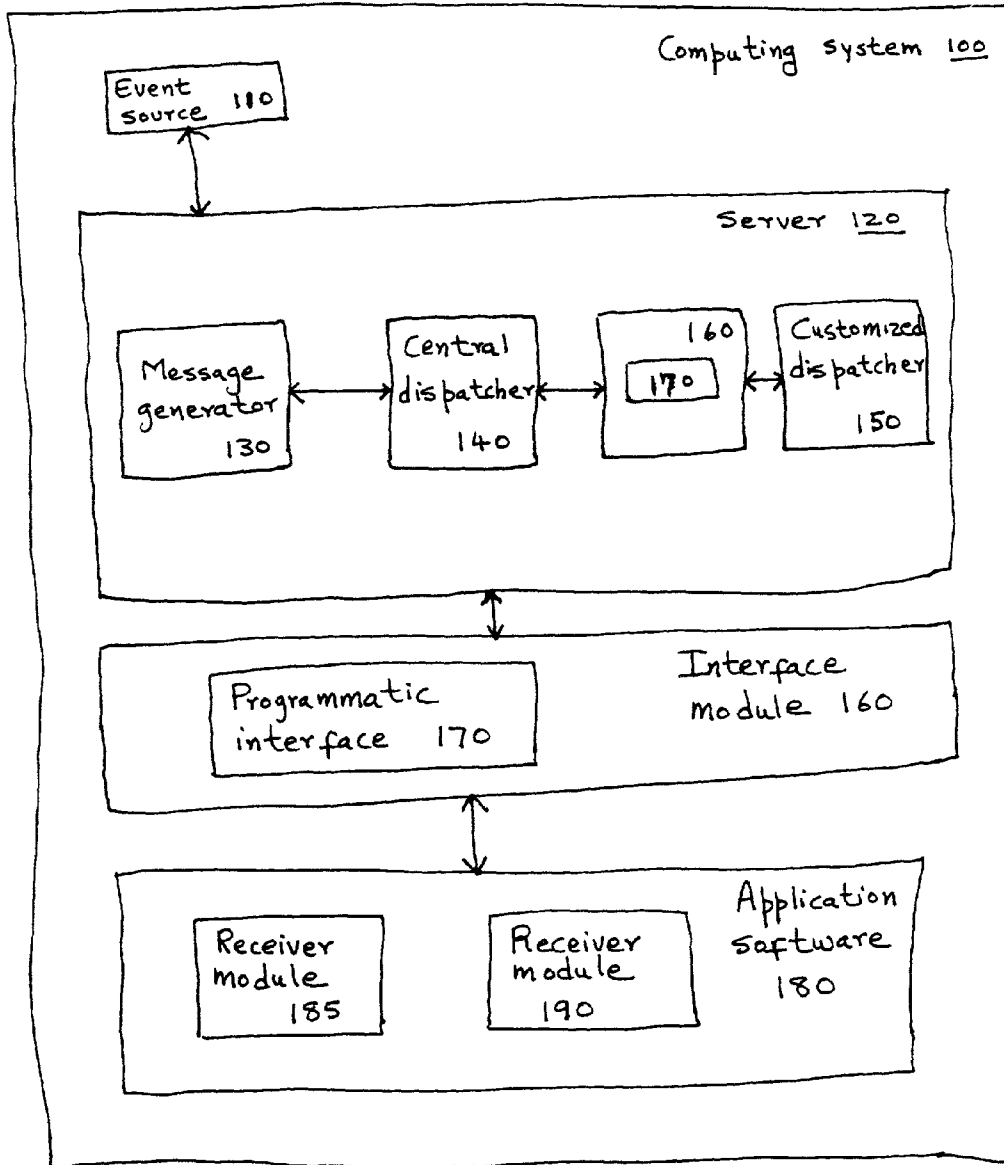 Computing system 100
Event
source 110
Server 120
Message
generator
130
Central
dispatcher
140
160
170
Customized
dispatcher
150
Programmatic
interface 170
Interface
module 160
Receiver
module
185
Receiver
module
190
Application
software
180